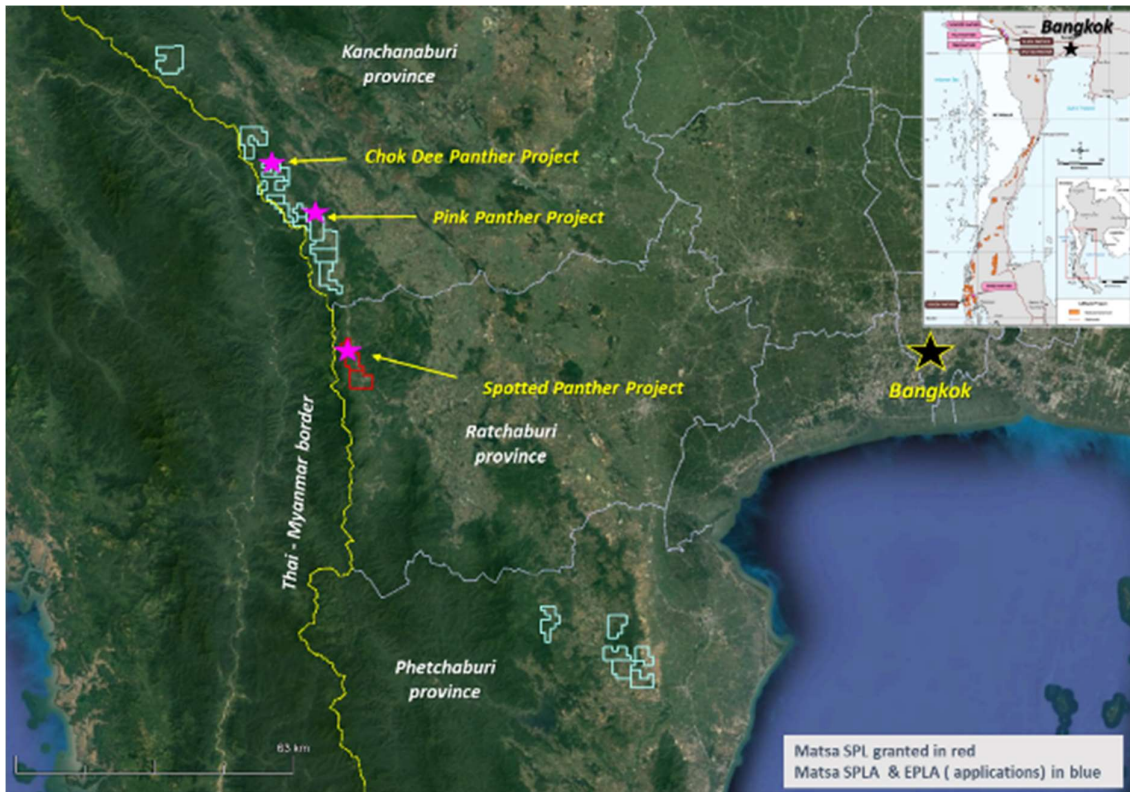 Kanchanaburi
province
Bangkok
Chok Dee Panther Project
Pink Panther Project
Spotted Panther Project
Bangkok
Ratchaburi
province
Thai - Myanmar border
Phetchaburi
province
63 km
Matsa SPL granted in red
Matsa SPLA & EPLA ( applications) in blue